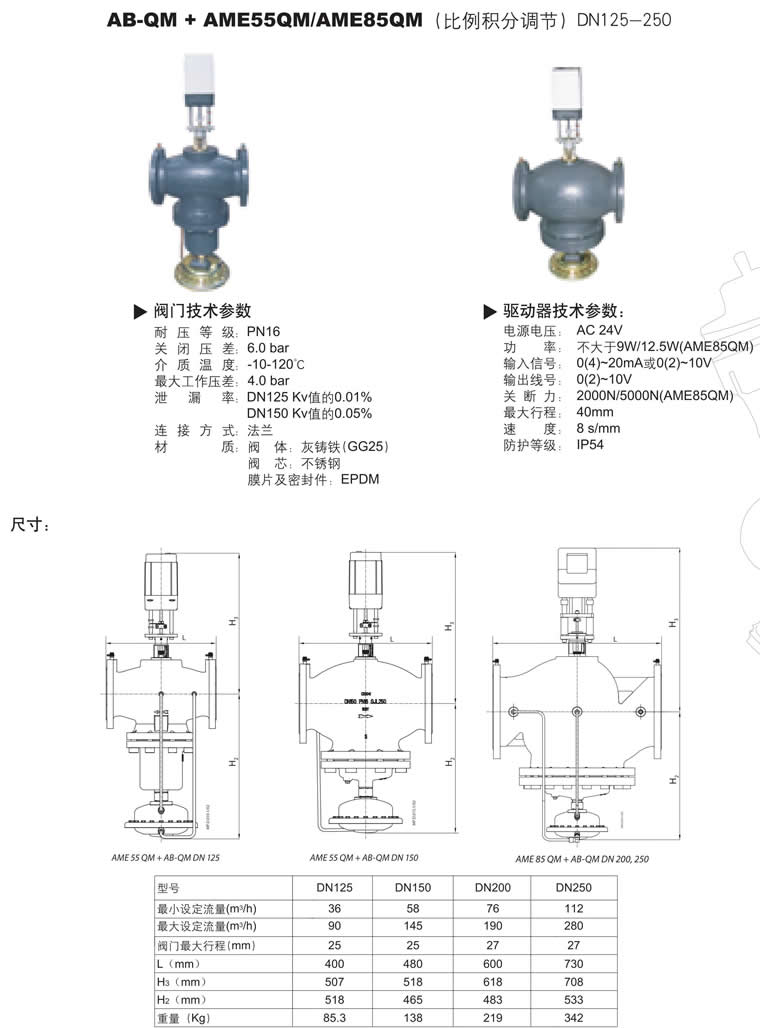 AB-QM + AME55QM/AME85QM（比例积分调节）DN125-250
▶ 阀门技术参数
耐压等级: PN16
关闭压差: 6.0 bar
介质温度: -10-120℃
最大工作压差: 4.0 bar
泄漏率: DN125 Kv值的0.01%
DN150 Kv值的0.05%
连接方式: 法兰
材质: 阀体: 灰铸铁(GG25)
阀芯: 不锈钢
膜片及密封件: EPDM
▶ 驱动器技术参数:
电源电压: AC 24V
功率: 不大于9W/12.5W(AME85QM)
输入信号: 0(4)~20mA或0(2)~10V
输出线号: 0(2)~10V
关断力: 2000N/5000N(AME85QM)
最大行程: 40mm
速度: 8 s/mm
防护等级: IP54
尺寸:
L
H3
H2
L
H3
H2
DN150 PN16 GJL250
L
H3
H2
AME 55 QM + AB-QM DN 125
AME 55 QM + AB-QM DN 150
AME 85 QM + AB-QM DN 200, 250
型号 DN125 DN150 DN200 DN250
最小设定流量(m³/h) 36 58 76 112
最大设定流量(m³/h) 90 145 190 280
阀门最大行程(mm) 25 25 27 27
L（mm） 400 480 600 730
H3（mm） 507 518 618 708
H2（mm） 518 465 483 533
重量（Kg） 85.3 138 219 342